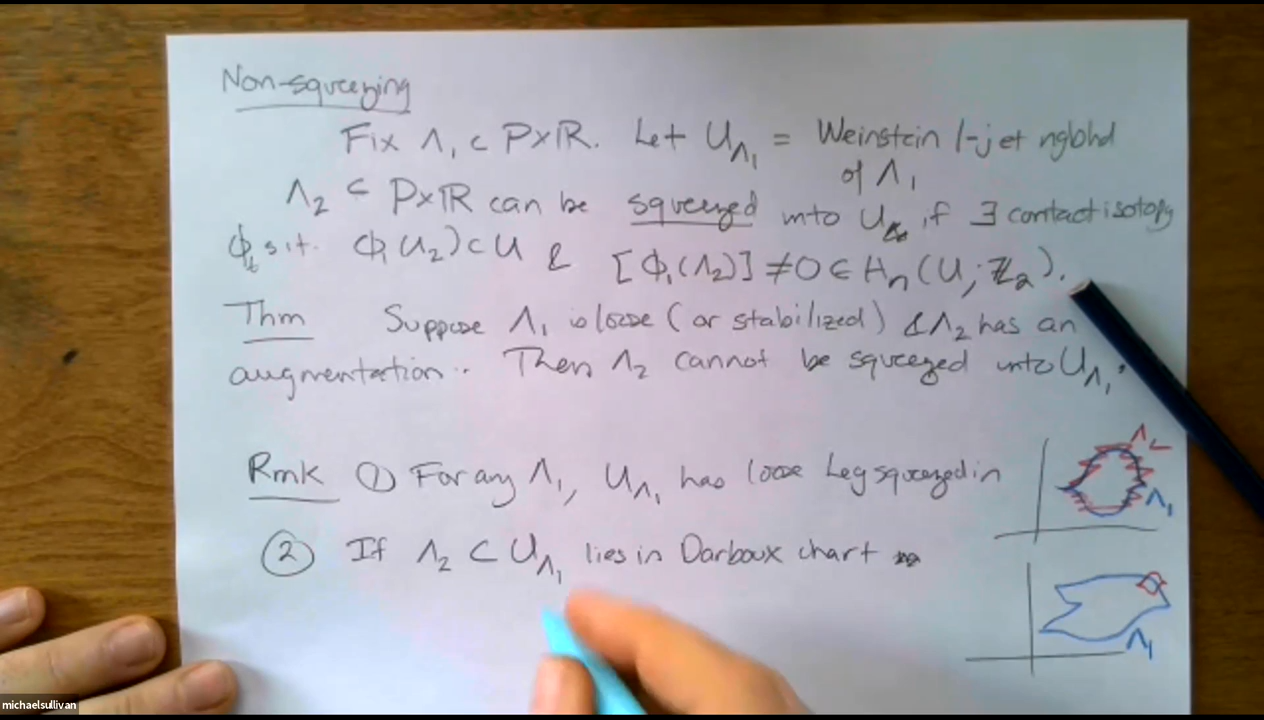 Non-squeezing
Fix Λ₁ ⊂ P×ℝ. Let U_Λ₁ = Weinstein 1-jet ngbhd
of Λ₁
Λ₂ ⊂ P×ℝ can be squeezed into U_Λ if ∃ contact isotopy
ϕ_t s.t. ϕ₁(U₂) ⊂ U & [ϕ₁(Λ₂)] ≠ 0 ∈ H_n(U; ℤ₂).
Thm Suppose Λ₁ is loose (or stabilized) & Λ₂ has an
augmentation. Then Λ₂ cannot be squeezed into U_Λ₁.
Rmk ① For any Λ₁, U_Λ₁ has loose Leg squeezed in
Λ₂
Λ₁
② If Λ₂ ⊂ U_Λ₁ lies in Darboux chart
Λ₁
michaelsullivan